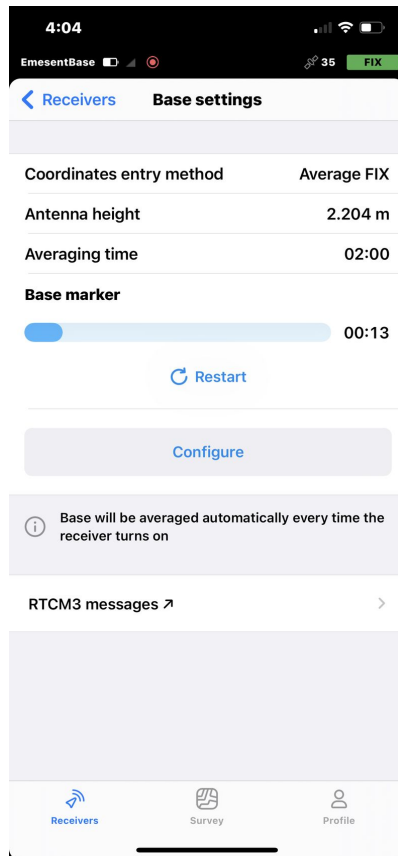 4:04
EmesentBase
35 FIX
Receivers Base settings
Coordinates entry method Average FIX
Antenna height 2.204 m
Averaging time 02:00
Base marker
00:13
Restart
Configure
Base will be averaged automatically every time the
receiver turns on
RTCM3 messages ↗
Receivers Survey Profile